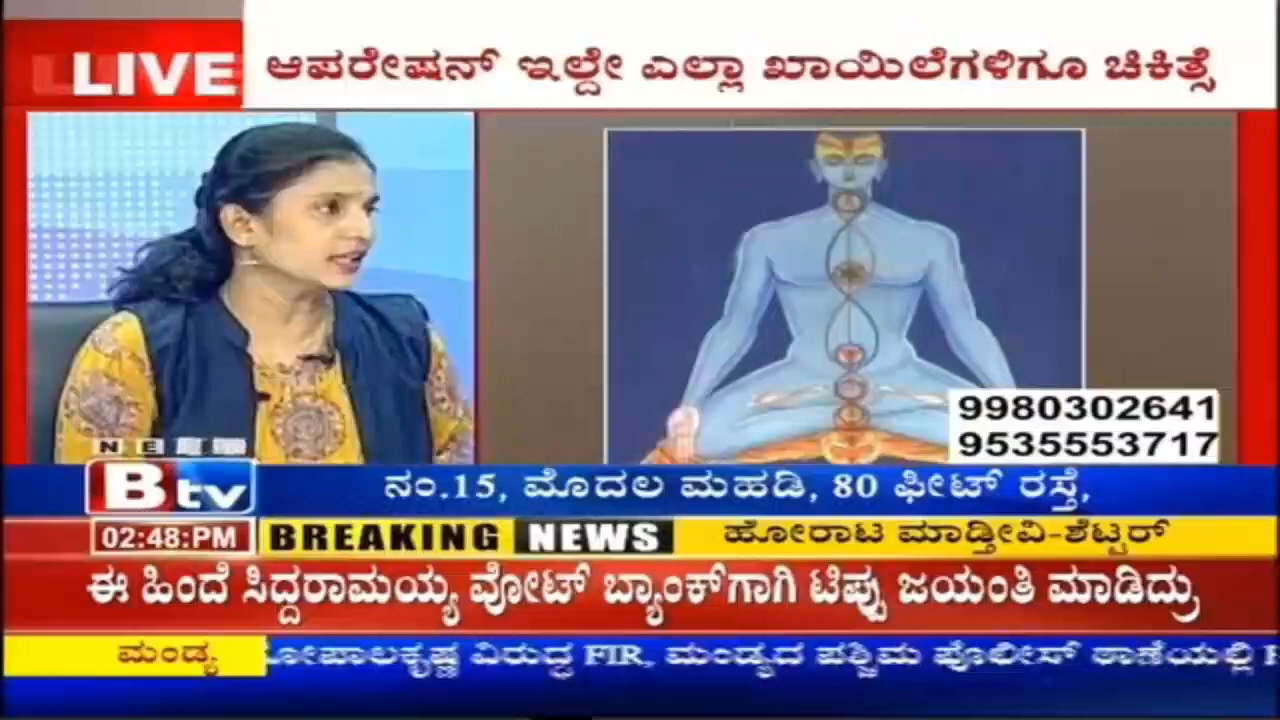 LIVE
ಆಪರೇಷನ್ ಇಲ್ದೇ ಎಲ್ಲಾ ಖಾಯಿಲೆಗಳಿಗೂ ಚಿಕಿತ್ಸೆ
9980302641
9535553717
Btv
ನಂ.15, ಮೊದಲ ಮಹಡಿ, 80 ಫೀಟ್ ರಸ್ತೆ,
02:48:PM
BREAKING NEWS
ಹೋರಾಟ ಮಾಡ್ತೀವಿ-ಶೆಟ್ಟರ್
ಈ ಹಿಂದೆ ಸಿದ್ದರಾಮಯ್ಯ ವೋಟ್ ಬ್ಯಾಂಕ್‌ಗಾಗಿ ಟಿಪ್ಪು ಜಯಂತಿ ಮಾಡಿದ್ರು
ಮಂಡ್ಯ
ವಿರುದ್ಧ FIR, ಮಂಡ್ಯದ ಪಶ್ಚಿಮ ಪೊಲೀಸ್ ಠಾಣೆಯಲ್ಲಿ